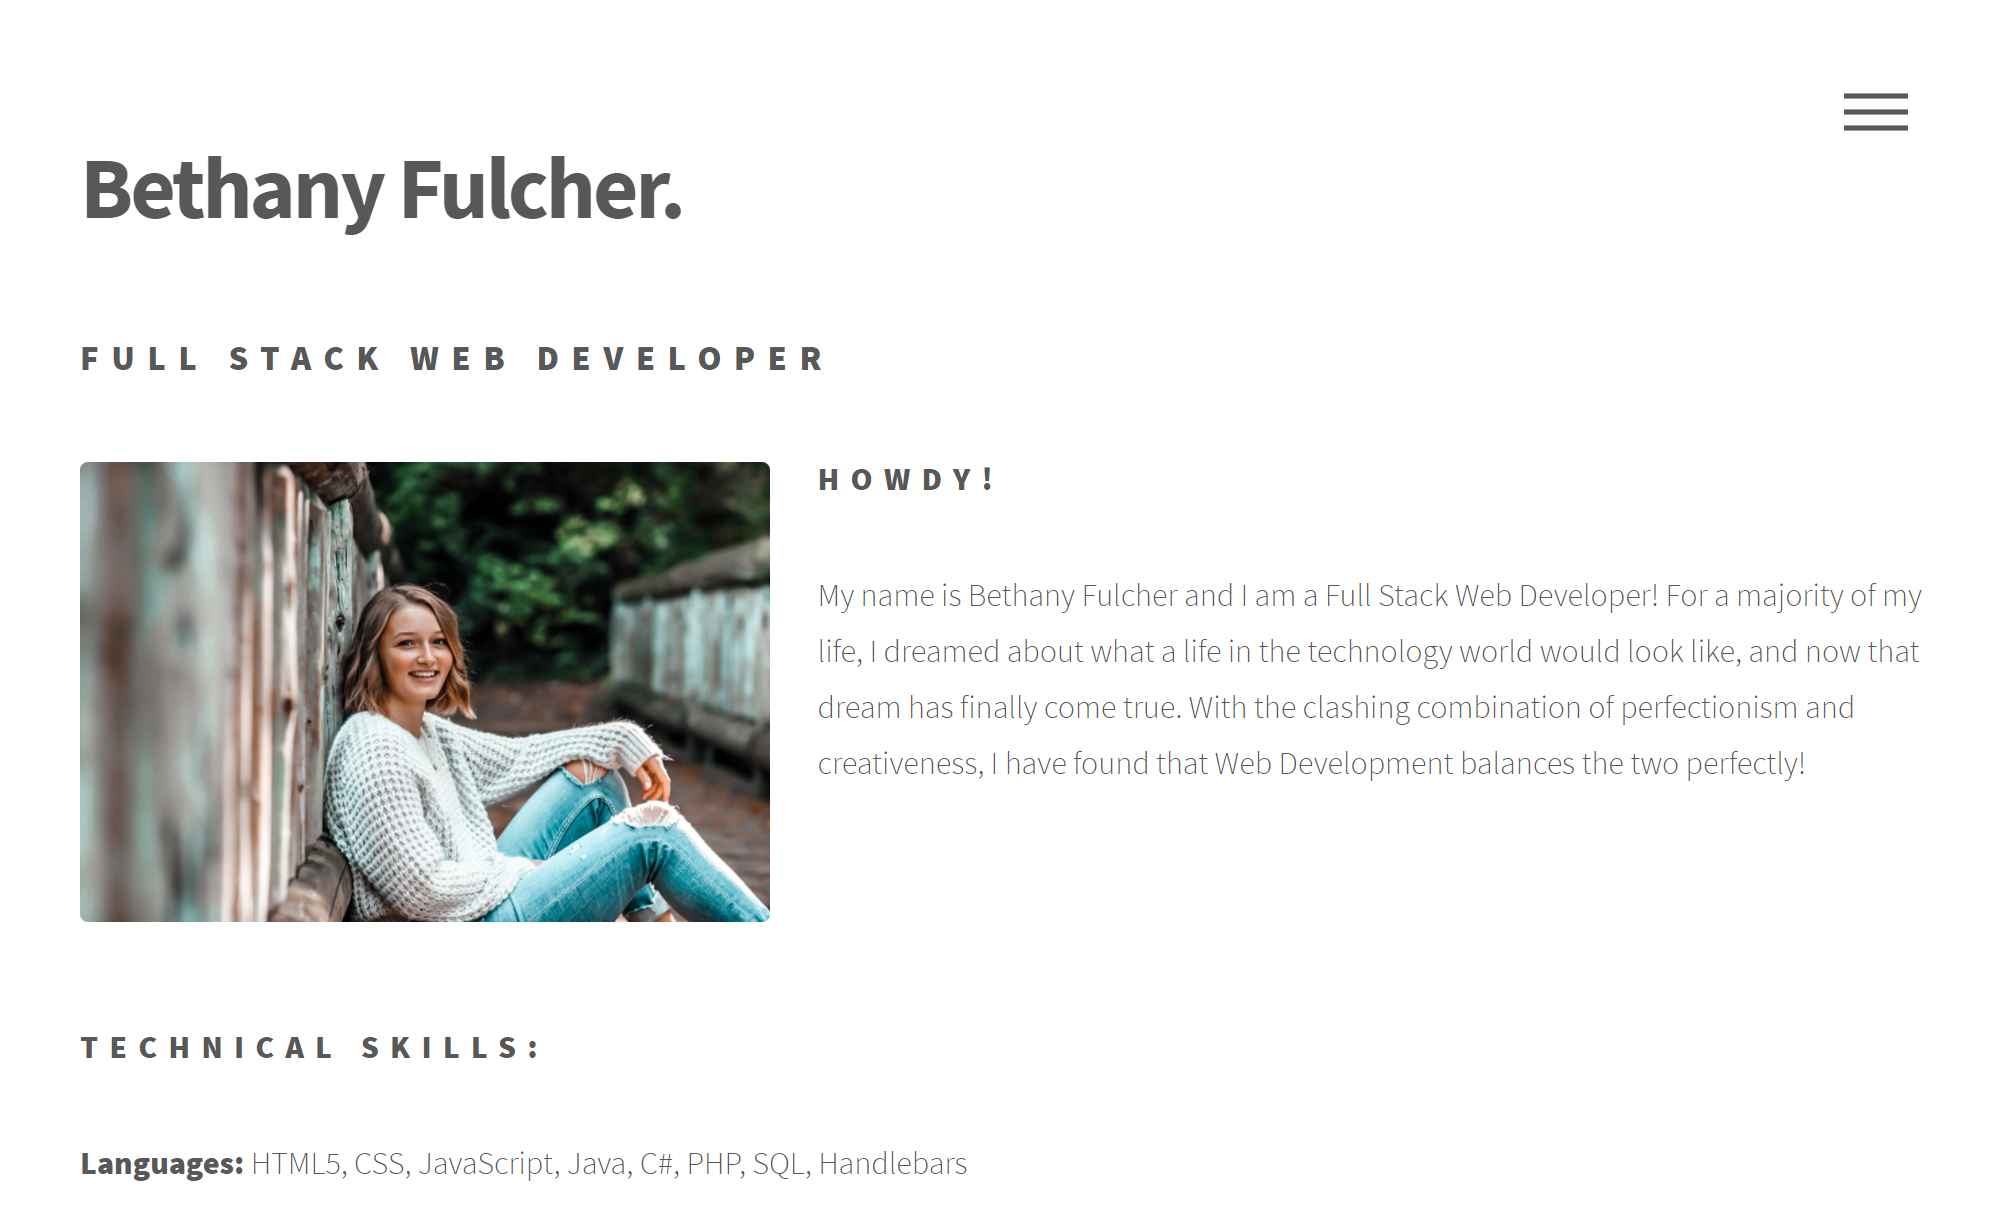 Bethany Fulcher.
FULL STACK WEB DEVELOPER
HOWDY!
My name is Bethany Fulcher and I am a Full Stack Web Developer! For a majority of my
life, I dreamed about what a life in the technology world would look like, and now that
dream has finally come true. With the clashing combination of perfectionism and
creativeness, I have found that Web Development balances the two perfectly!
TECHNICAL SKILLS:
Languages: HTML5, CSS, JavaScript, Java, C#, PHP, SQL, Handlebars